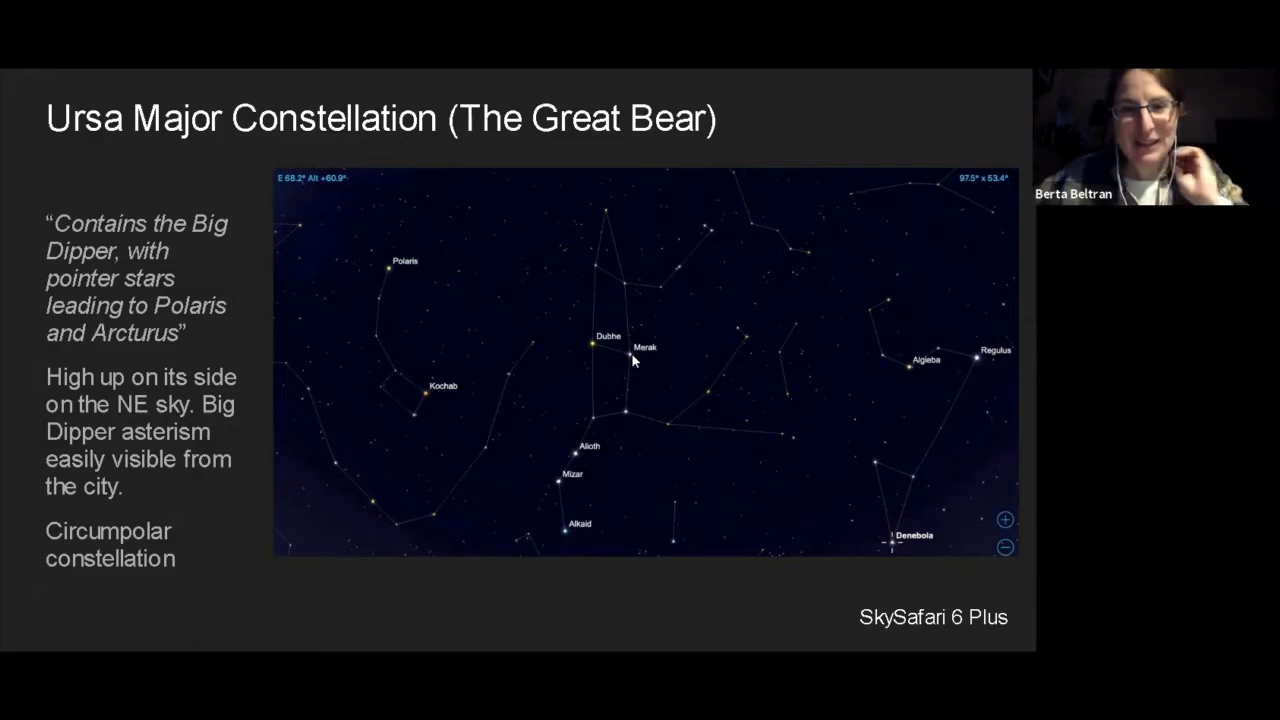 Ursa Major Constellation (The Great Bear)
E 68.2° Alt +60.9°
97.5° x 53.4°
Berta Beltran
“Contains the Big
Dipper, with
pointer stars
leading to Polaris
and Arcturus”
High up on its side
on the NE sky. Big
Dipper asterism
easily visible from
the city.
Circumpolar
constellation
Polaris
Dubhe
Merak
Regulus
Algieba
Kochab
Alioth
Mizar
Alkaid
Denebola
SkySafari 6 Plus